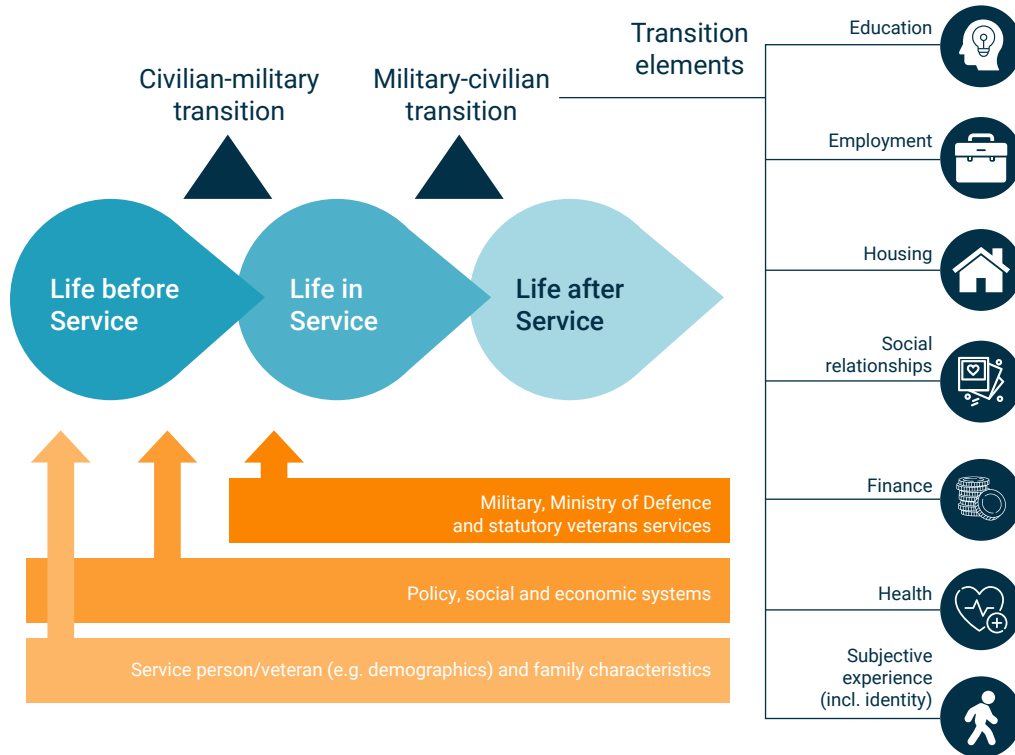 Civilian-military
transition
Military-civilian
transition
Transition
elements
Life before
Service
Life in
Service
Life after
Service
Military, Ministry of Defence
and statutory veterans services
Policy, social and economic systems
Service person/veteran (e.g. demographics) and family characteristics
Education
Employment
Housing
Social
relationships
Finance
Health
Subjective
experience
(incl. identity)